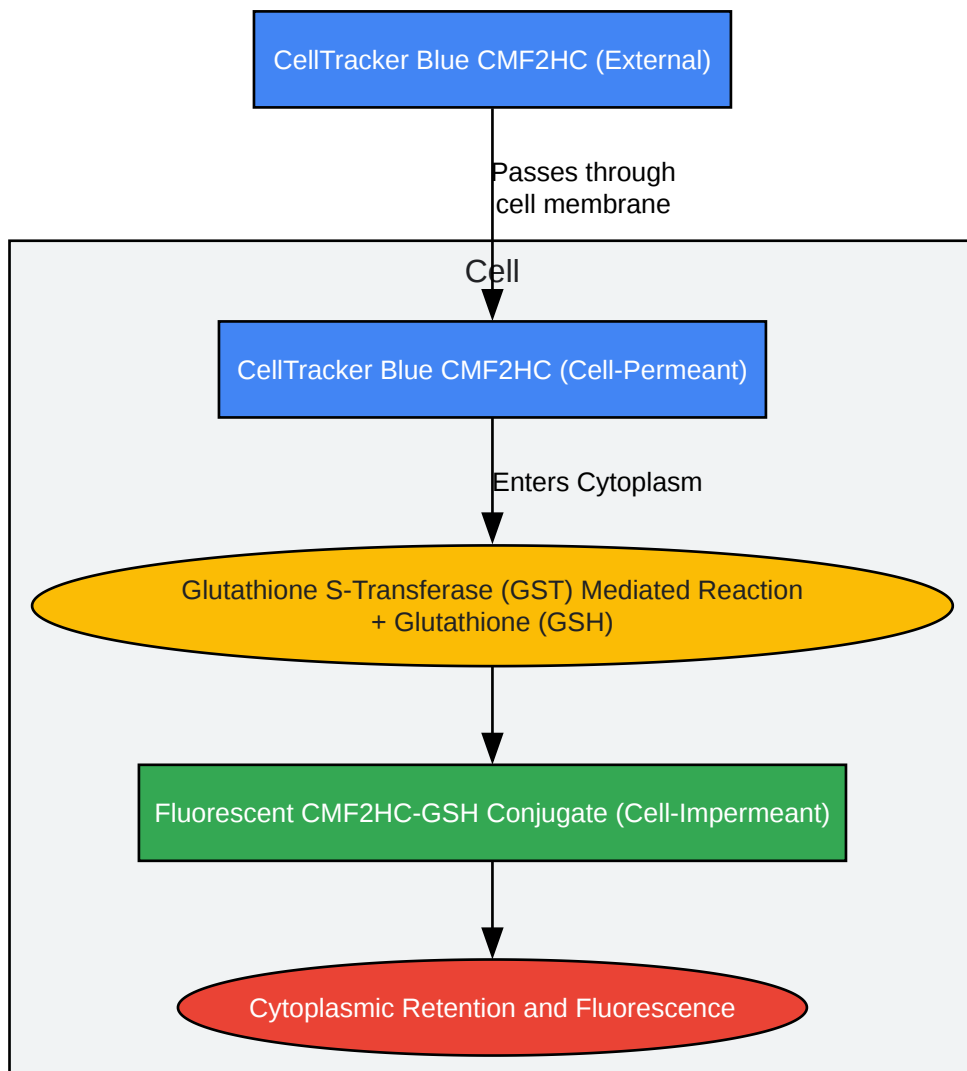 CellTracker Blue CMF2HC (External)
Passes through
cell membrane
Cell
CellTracker Blue CMF2HC (Cell-Permeant)
Enters Cytoplasm
Glutathione S-Transferase (GST) Mediated Reaction
+ Glutathione (GSH)
Fluorescent CMF2HC-GSH Conjugate (Cell-Impermeant)
Cytoplasmic Retention and Fluorescence